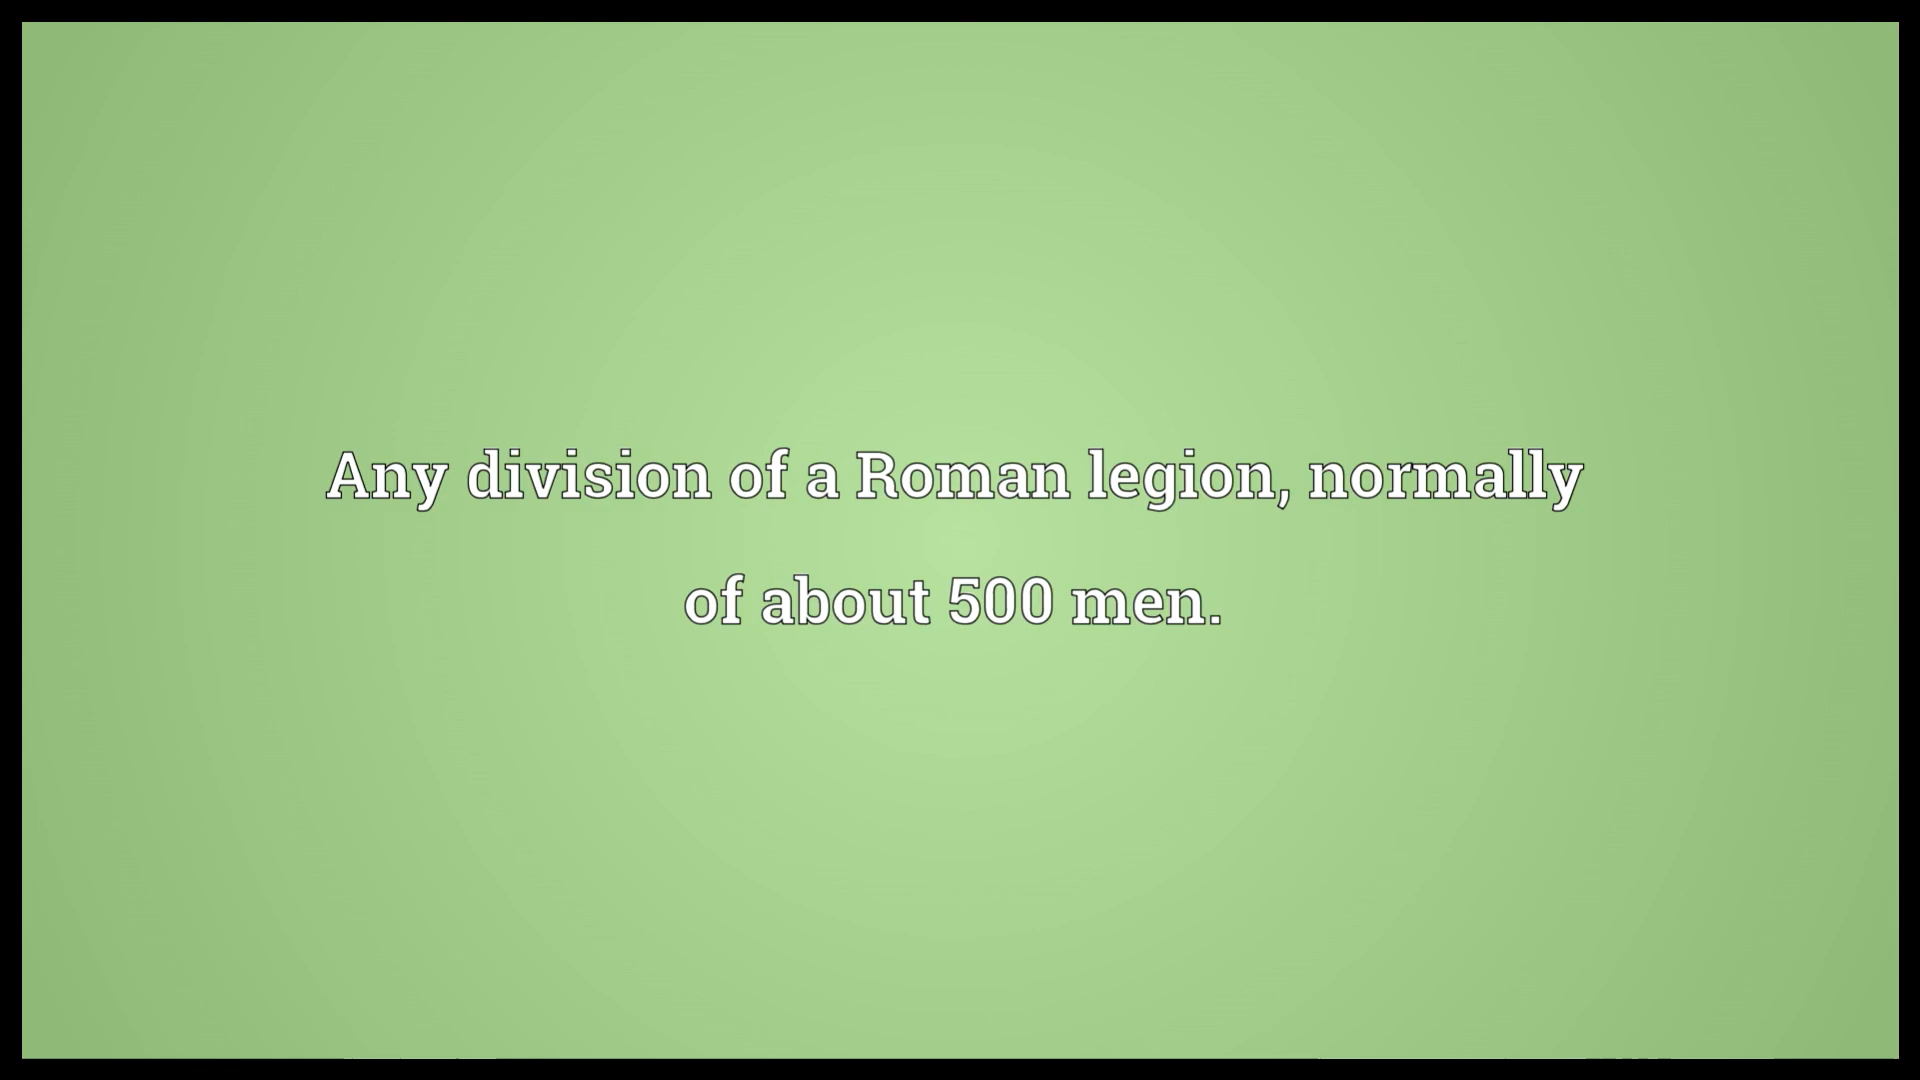 Any division of a Roman legion, normally
of about 500 men.